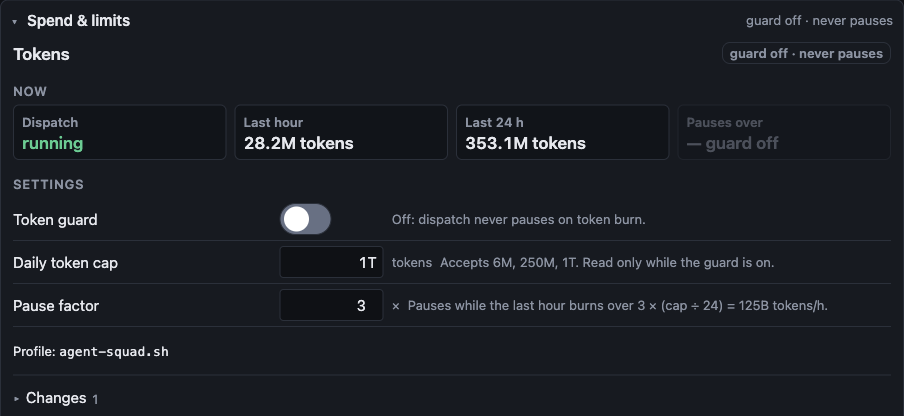 Spend & limits
guard off · never pauses
Tokens
guard off · never pauses
NOW
Dispatch
running
Last hour
28.2M tokens
Last 24 h
353.1M tokens
Pauses over
— guard off
SETTINGS
Token guard
Off: dispatch never pauses on token burn.
Daily token cap
1T
tokens Accepts 6M, 250M, 1T. Read only while the guard is on.
Pause factor
3
× Pauses while the last hour burns over 3 × (cap ÷ 24) = 125B tokens/h.
Profile: agent-squad.sh
Changes 1